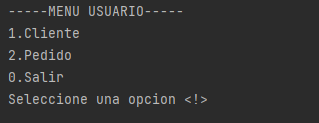 -----MENU USUARIO-----
1.Cliente
2.Pedido
0.Salir
Seleccione una opcion <!>